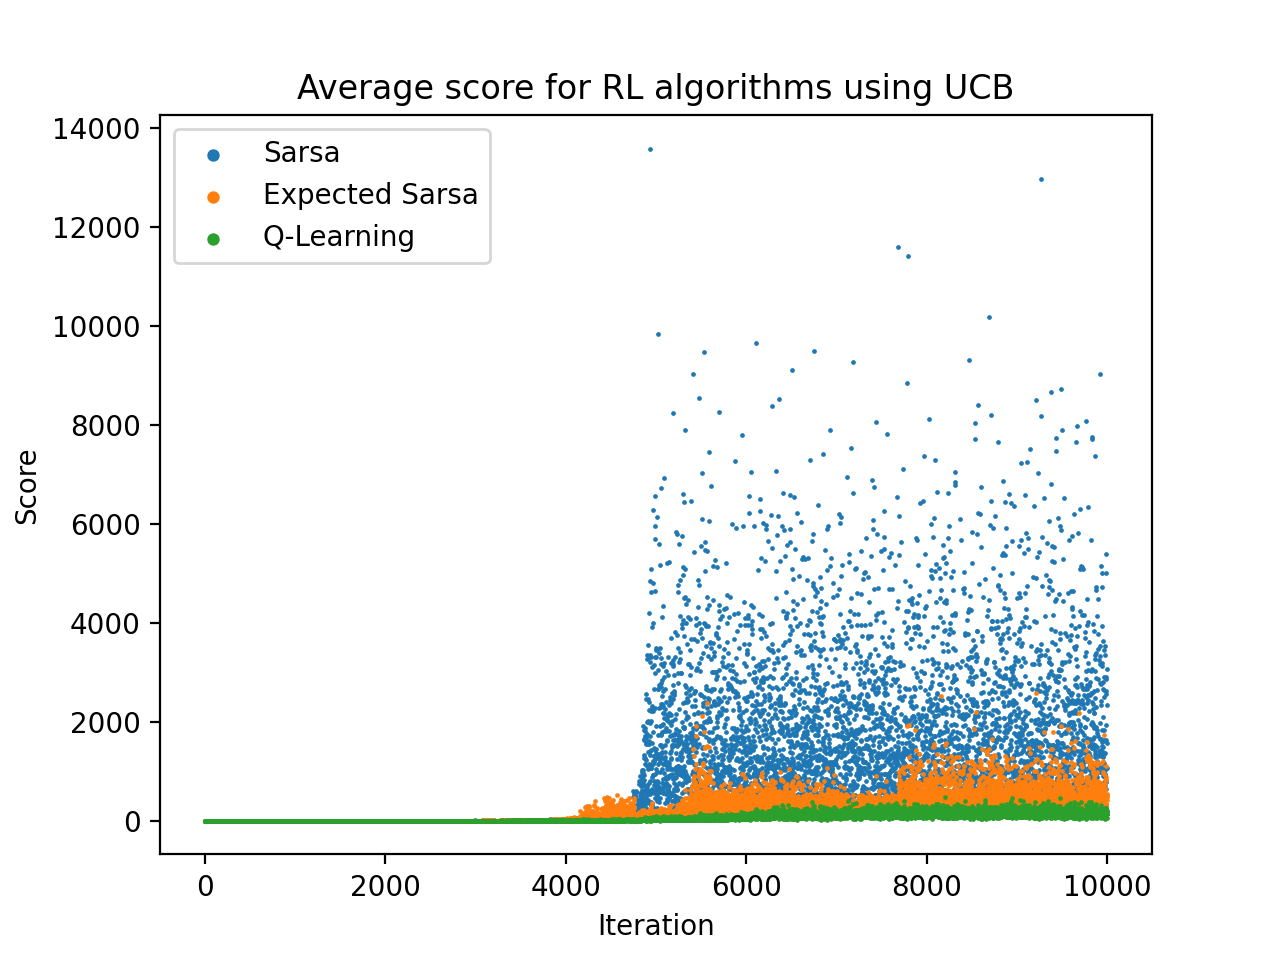 Average score for RL algorithms using UCB
14000
12000
10000
8000
6000
4000
2000
0
Score
Sarsa
Expected Sarsa
Q-Learning
0 2000 4000 6000 8000 10000
Iteration